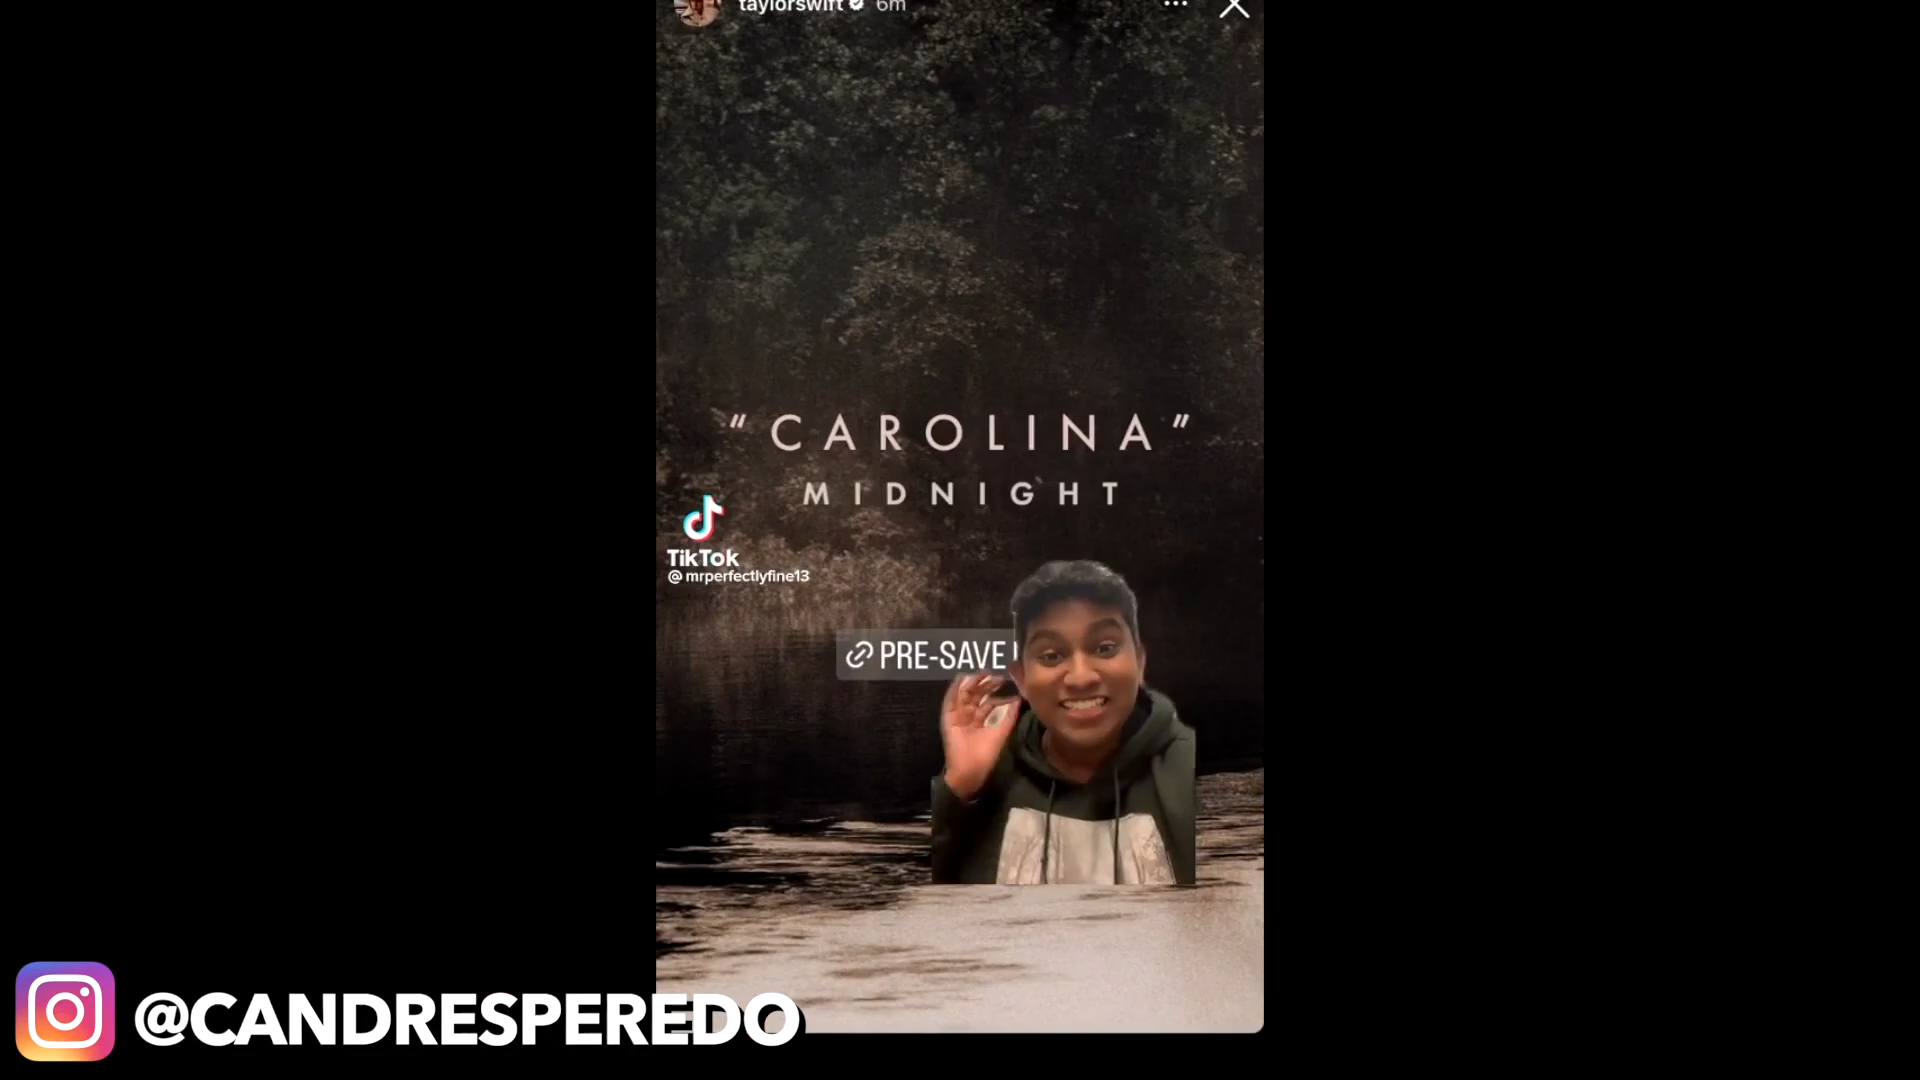 taylorswift 6m
“CAROLINA”
MIDNIGHT
TikTok
@mrperfectlyfine13
PRE-SAVE
@CANDRESPEREDO